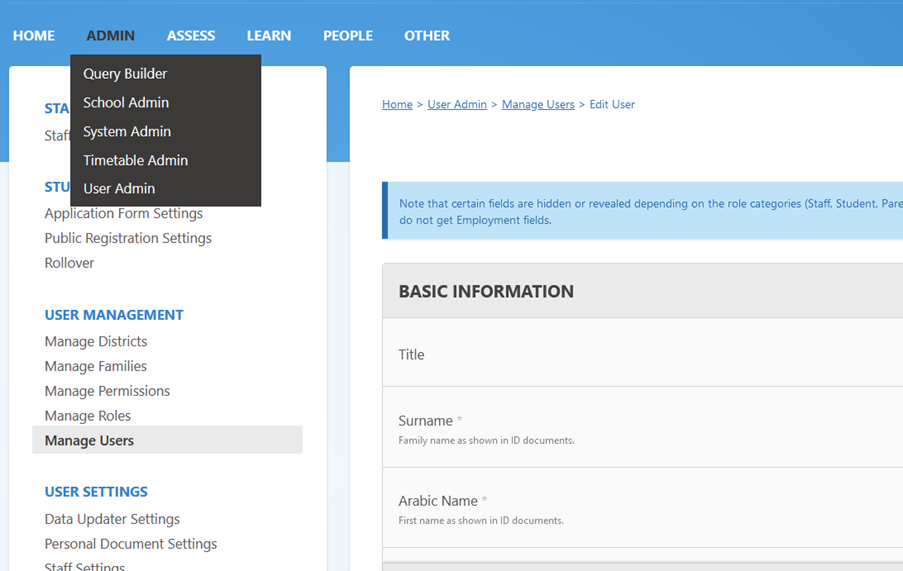 HOME ADMIN ASSESS LEARN PEOPLE OTHER
Query Builder
School Admin
System Admin
Timetable Admin
User Admin
STA
Staff
STU
Application Form Settings
Public Registration Settings
Rollover
USER MANAGEMENT
Manage Districts
Manage Families
Manage Permissions
Manage Roles
Manage Users
USER SETTINGS
Data Updater Settings
Personal Document Settings
Staff Settings
Home > User Admin > Manage Users > Edit User
Note that certain fields are hidden or revealed depending on the role categories (Staff, Student, Pare
do not get Employment fields.
BASIC INFORMATION
Title
Surname *
Family name as shown in ID documents.
Arabic Name *
First name as shown in ID documents.